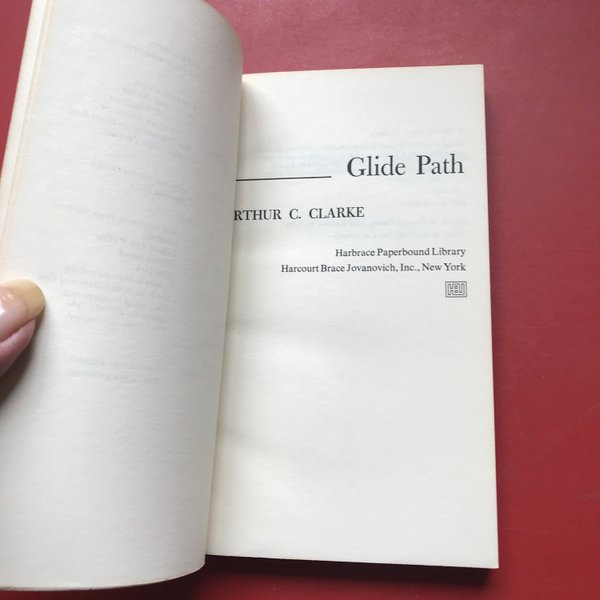 Glide Path
RTHUR C. CLARKE
Harbrace Paperbound Library
Harcourt Brace Jovanovich, Inc., New York